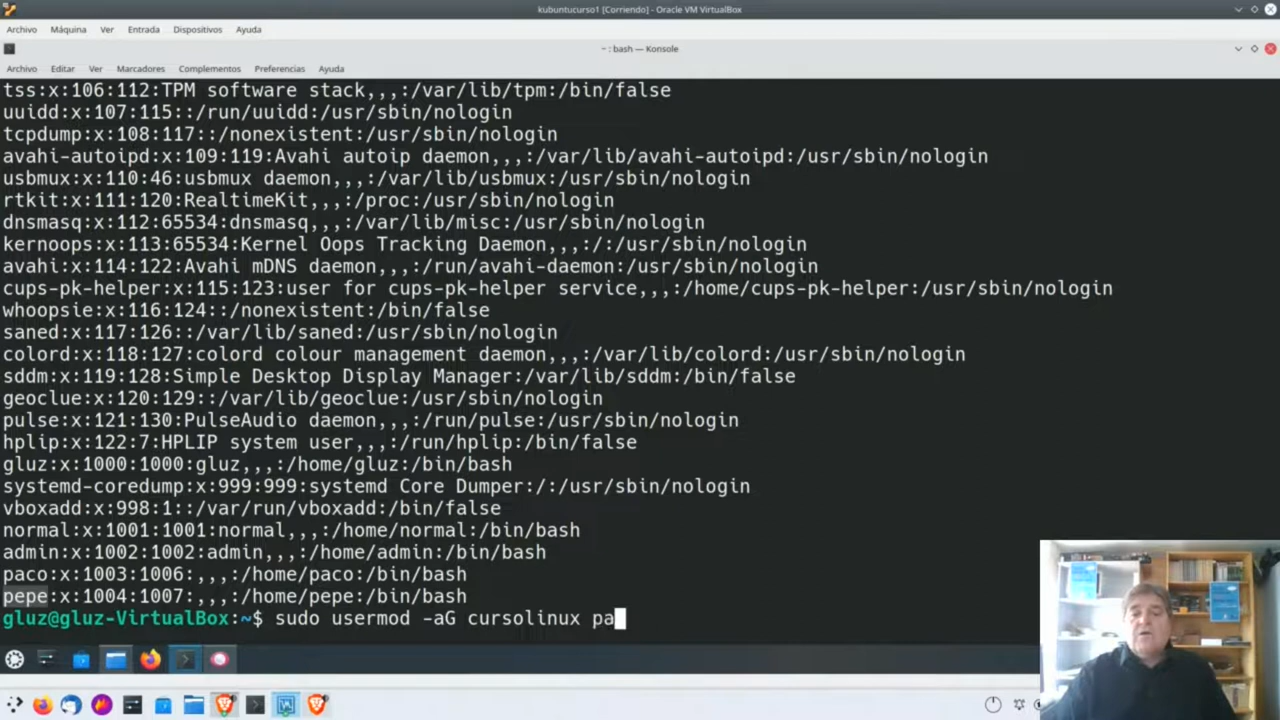 kubuntucurso1 [Corriendo] - Oracle VM VirtualBox
Archivo Máquina Ver Entrada Dispositivos Ayuda
~ : bash — Konsole
Archivo Editar Ver Marcadores Complementos Preferencias Ayuda
tss:x:106:112:TPM software stack,,,:/var/lib/tpm:/bin/false
uuidd:x:107:115::/run/uuidd:/usr/sbin/nologin
tcpdump:x:108:117::/nonexistent:/usr/sbin/nologin
avahi-autoipd:x:109:119:Avahi autoip daemon,,,:/var/lib/avahi-autoipd:/usr/sbin/nologin
usbmux:x:110:46:usbmux daemon,,,:/var/lib/usbmux:/usr/sbin/nologin
rtkit:x:111:120:RealtimeKit,,,:/proc:/usr/sbin/nologin
dnsmasq:x:112:65534:dnsmasq,,,:/var/lib/misc:/usr/sbin/nologin
kernoops:x:113:65534:Kernel Oops Tracking Daemon,,,:/:/usr/sbin/nologin
avahi:x:114:122:Avahi mDNS daemon,,,:/run/avahi-daemon:/usr/sbin/nologin
cups-pk-helper:x:115:123:user for cups-pk-helper service,,,:/home/cups-pk-helper:/usr/sbin/nologin
whoopsie:x:116:124::/nonexistent:/bin/false
saned:x:117:126::/var/lib/saned:/usr/sbin/nologin
colord:x:118:127:colord colour management daemon,,,:/var/lib/colord:/usr/sbin/nologin
sddm:x:119:128:Simple Desktop Display Manager:/var/lib/sddm:/bin/false
geoclue:x:120:129::/var/lib/geoclue:/usr/sbin/nologin
pulse:x:121:130:PulseAudio daemon,,,:/run/pulse:/usr/sbin/nologin
hplip:x:122:7:HPLIP system user,,,:/run/hplip:/bin/false
gluz:x:1000:1000:gluz,,,:/home/gluz:/bin/bash
systemd-coredump:x:999:999:systemd Core Dumper:/:/usr/sbin/nologin
vboxadd:x:998:1::/var/run/vboxadd:/bin/false
normal:x:1001:1001:normal,,,:/home/normal:/bin/bash
admin:x:1002:1002:admin,,,:/home/admin:/bin/bash
paco:x:1003:1006:,,,:/home/paco:/bin/bash
pepe:x:1004:1007:,,,:/home/pepe:/bin/bash
gluz@gluz-VirtualBox:~$ sudo usermod -aG cursolinux pa